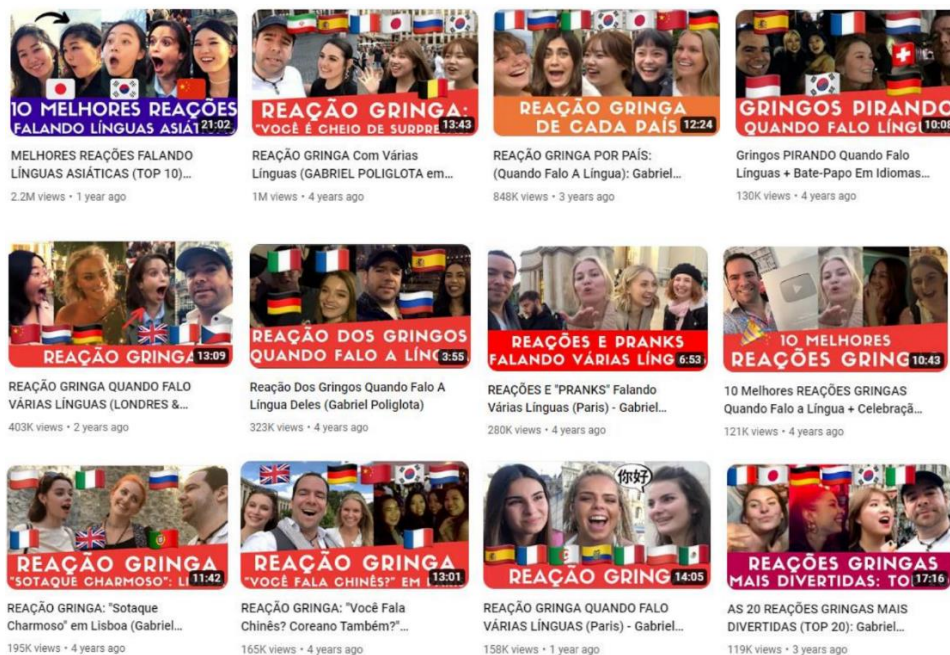 10 MELHORES REAÇÕES
FALANDO LÍNGUAS
21:02
MELHORES REAÇÕES FALANDO
LÍNGUAS ASIÁTICAS (TOP 10)...
2.2M views • 1 year ago
REAÇÃO GRINGA:
"VOCÊ É CHEIO DE
13:43
REAÇÃO GRINGA Com Várias
Línguas (GABRIEL POLIGLOTA em...
1M views • 4 years ago
REAÇÃO GRINGA
DE CADA PAÍS
12:24
REAÇÃO GRINGA POR PAÍS:
(Quando Falo A Língua): Gabriel...
848K views • 3 years ago
GRINGOS PIRANDO
QUANDO FALO
10:08
Gringos PIRANDO Quando Falo
Línguas + Bate-Papo Em Idiomas...
130K views • 4 years ago
REAÇÃO GRINGA
13:09
REAÇÃO GRINGA QUANDO FALO
VÁRIAS LÍNGUAS (LONDRES &...
403K views • 2 years ago
REAÇÃO DOS GRINGOS
QUANDO FALO A
3:55
Reação Dos Gringos Quando Falo A
Língua Deles (Gabriel Poliglota)
323K views • 4 years ago
REAÇÕES E PRANKS
FALANDO VÁRIAS
6:53
REAÇÕES E "PRANKS" Falando
Várias Línguas (Paris) - Gabriel...
280K views • 4 years ago
10 MELHORES
REAÇÕES
10:43
10 Melhores REAÇÕES GRINGAS
Quando Falo a Língua + Celebraçã...
121K views • 4 years ago
REAÇÃO GRINGA
"SOTAQUE CHARMOSO":
11:42
REAÇÃO GRINGA: "Sotaque
Charmoso" em Lisboa (Gabriel...
195K views • 4 years ago
REAÇÃO GRINGA
"VOCÊ FALA CHINÊS?" EM
13:01
REAÇÃO GRINGA: "Você Fala
Chinês? Coreano Também?"...
165K views • 4 years ago
你好
REAÇÃO
14:05
REAÇÃO GRINGA QUANDO FALO
VÁRIAS LÍNGUAS (Paris) - Gabriel...
158K views • 1 year ago
REAÇÕES GRINGAS
MAIS DIVERTIDAS:
17:16
AS 20 REAÇÕES GRINGAS MAIS
DIVERTIDAS (TOP 20): Gabriel...
119K views • 3 years ago